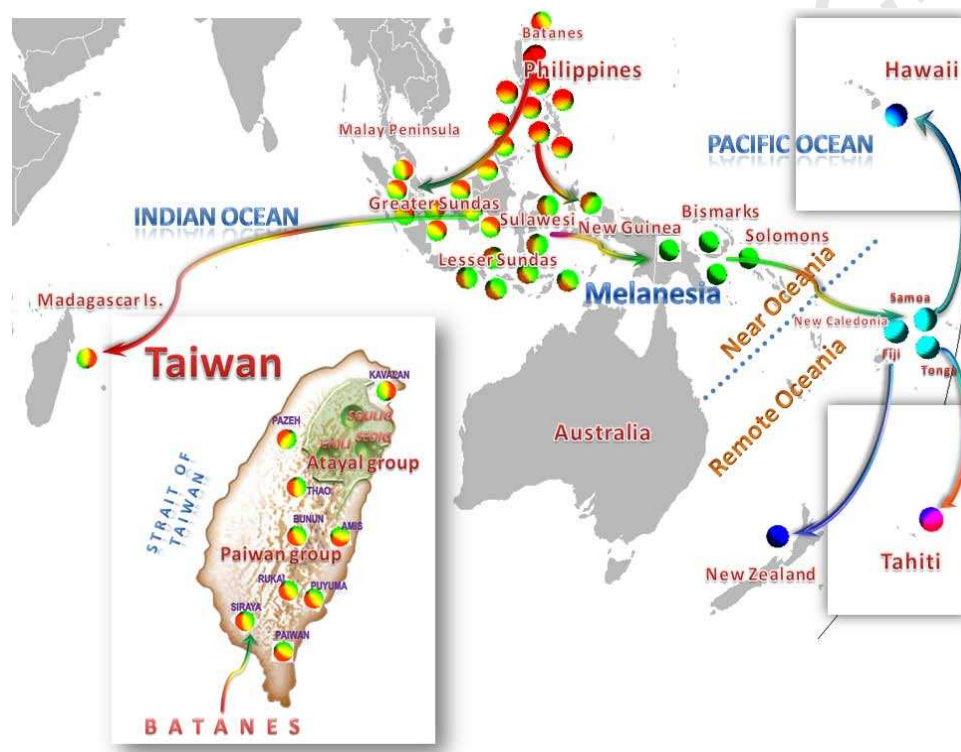 Batanes
Philippines
Hawaii
Malay Peninsula
PACIFIC OCEAN
INDIAN OCEAN
Greater Sundas
Sulawesi
New Guinea
Bismarks
Solomons
Lesser Sundas
Melanesia
Near Oceania
Samoa
Madagascar Is.
New Caledonia
Fiji
Tonga
Remote Oceania
Taiwan
KAVALAN
PAZEH
SQULIQ
SEDIQ
Atayal group
STRAIT OF
TAIWAN
THAO
Australia
BUNUN
AMIS
Paiwan group
RUKAI
PUYUMA
SIRAYA
PAIWAN
New Zealand
Tahiti
BATANES